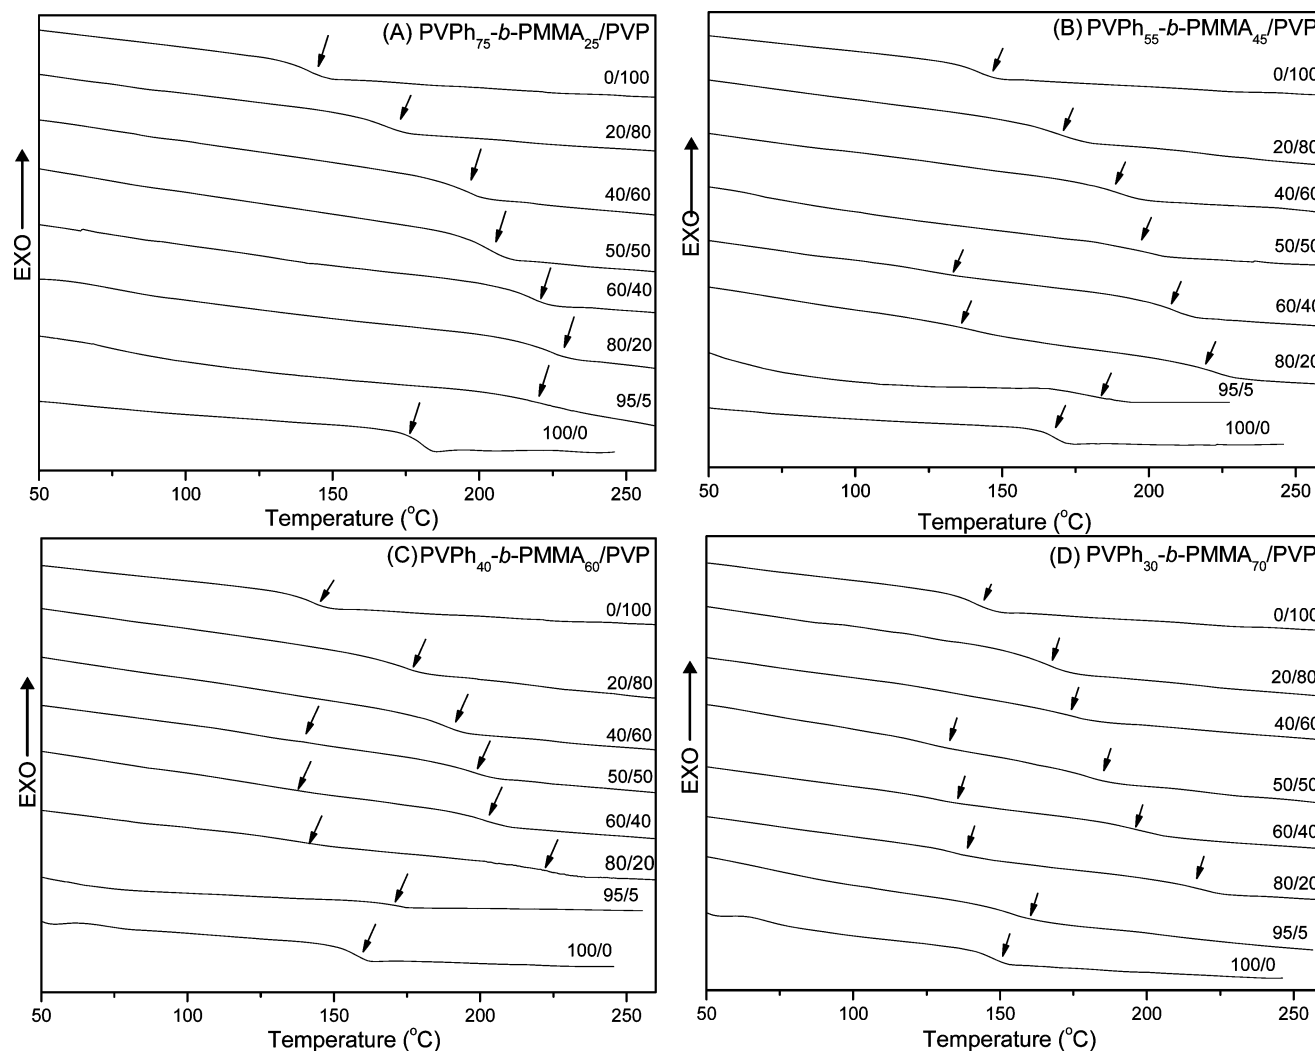 (A) PVPh75-b-PMMA25/PVP
0/100
20/80
40/60
50/50
60/40
80/20
95/5
100/0
EXO
50 100 150 200 250
Temperature (°C)
(B) PVPh55-b-PMMA45/PVP
0/100
20/80
40/60
50/50
60/40
80/20
95/5
100/0
EXO
50 100 150 200 250
Temperature (°C)
(C) PVPh40-b-PMMA60/PVP
0/100
20/80
40/60
50/50
60/40
80/20
95/5
100/0
EXO
50 100 150 200 250
Temperature (°C)
(D) PVPh30-b-PMMA70/PVP
0/100
20/80
40/60
50/50
60/40
80/20
95/5
100/0
EXO
50 100 150 200 250
Temperature (°C)